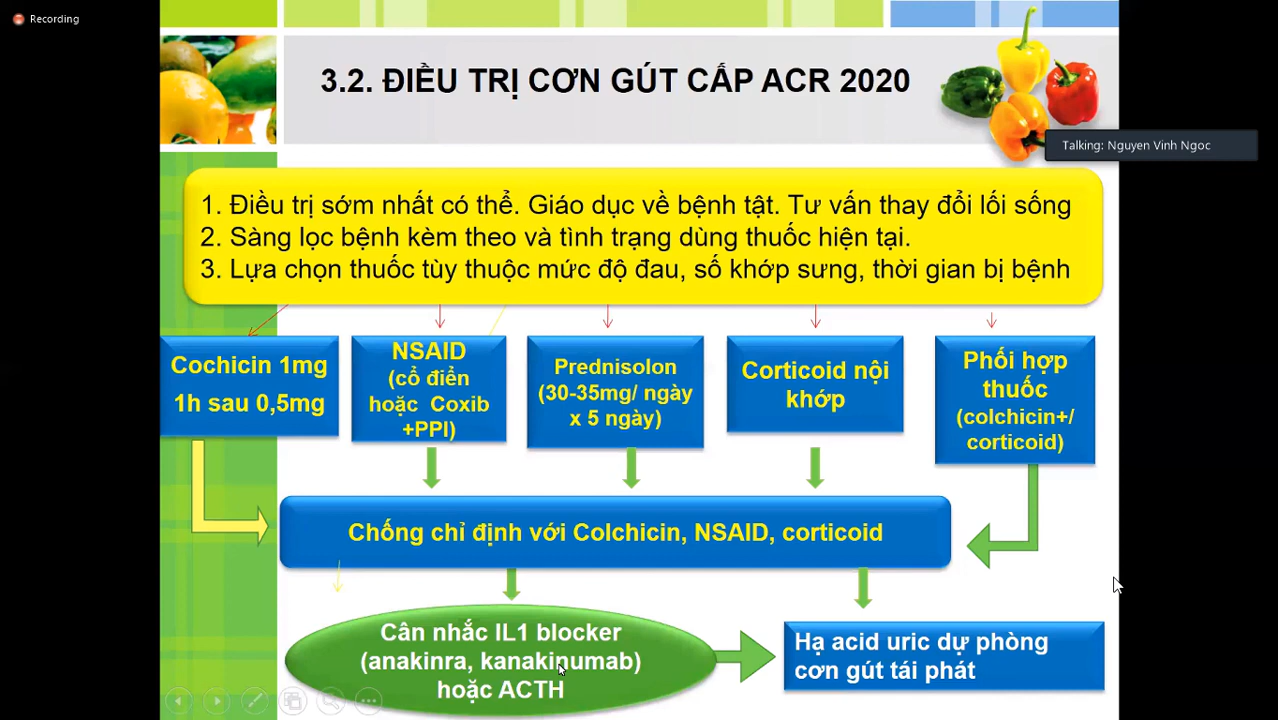 Recording
3.2. ĐIỀU TRỊ CƠN GÚT CẤP ACR 2020
Talking: Nguyen Vinh Ngoc
1. Điều trị sớm nhất có thể. Giáo dục về bệnh tật. Tư vấn thay đổi lối sống
2. Sàng lọc bệnh kèm theo và tình trạng dùng thuốc hiện tại.
3. Lựa chọn thuốc tùy thuộc mức độ đau, số khớp sưng, thời gian bị bệnh
Cochicin 1mg
1h sau 0,5mg
NSAID
(cổ điển
hoặc Coxib
+PPI)
Prednisolon
(30-35mg/ ngày
x 5 ngày)
Corticoid nội
khớp
Phối hợp
thuốc
(colchicin+/
corticoid)
Chống chỉ định với Colchicin, NSAID, corticoid
Cân nhắc IL1 blocker
(anakinra, kanakinumab)
hoặc ACTH
Hạ acid uric dự phòng
cơn gút tái phát